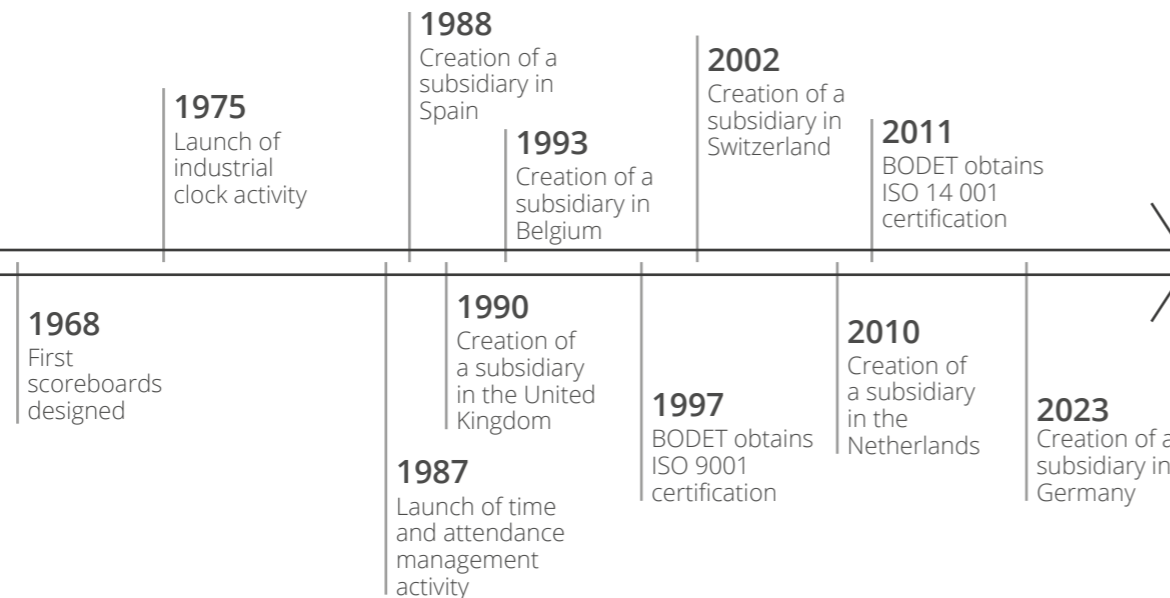 1988
Creation of a
subsidiary in
Spain
2002
Creation of a
subsidiary in
Switzerland
1975
Launch of
industrial
clock activity
1993
Creation of a
subsidiary in
Belgium
2011
BODET obtains
ISO 14 001
certification
1968
First
scoreboards
designed
1990
Creation of
a subsidiary
in the United
Kingdom
1987
Launch of time
and attendance
management
activity
1997
BODET obtains
ISO 9001
certification
2010
Creation of
a subsidiary
in the
Netherlands
2023
Creation of a
subsidiary in
Germany